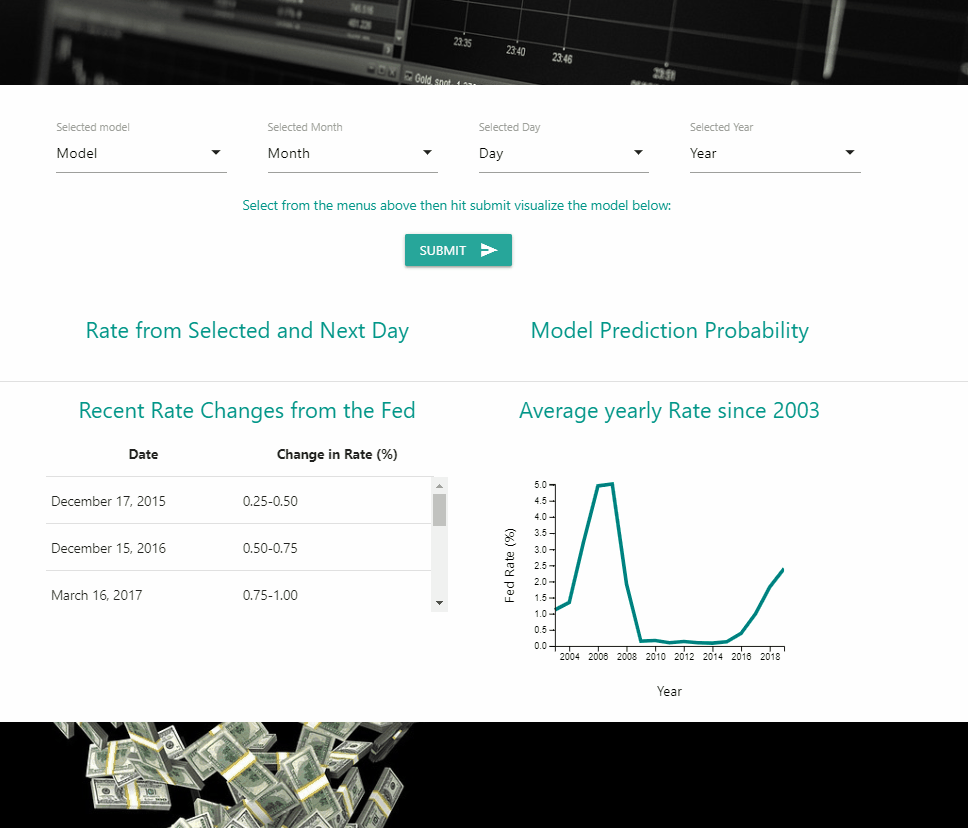 23:35 23:40 23:46
Gold, spot
Selected model Selected Month Selected Day Selected Year
Model Month Day Year
Select from the menus above then hit submit visualize the model below:
SUBMIT
Rate from Selected and Next Day Model Prediction Probability
Recent Rate Changes from the Fed Average yearly Rate since 2003
Date Change in Rate (%)
December 17, 2015 0.25-0.50
December 15, 2016 0.50-0.75
March 16, 2017 0.75-1.00
Fed Rate (%)
5.0
4.5
4.0
3.5
3.0
2.5
2.0
1.5
1.0
0.5
0.0
2004 2006 2008 2010 2012 2014 2016 2018
Year